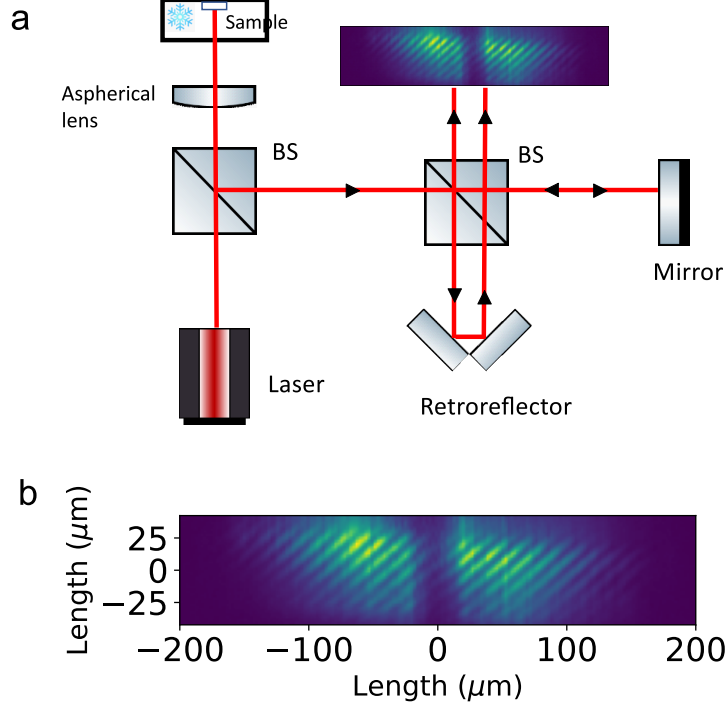 a
Sample
Aspherical
lens
BS
BS
Mirror
Laser
Retroreflector
b
Length (μm)
25
0
−25
−200
−100
0
100
200
Length (μm)